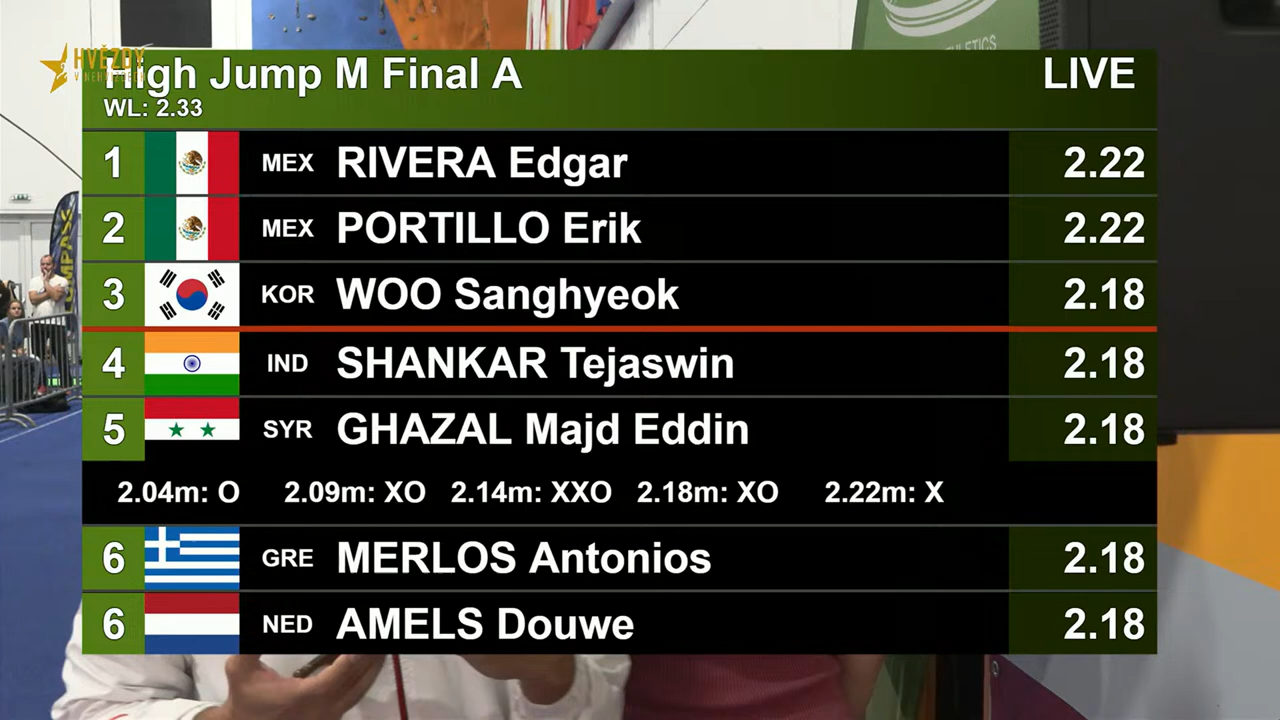 HVĚZDY
High Jump M Final A
LIVE
WL: 2.33
1 MEX RIVERA Edgar 2.22
2 MEX PORTILLO Erik 2.22
3 KOR WOO Sanghyeok 2.18
4 IND SHANKAR Tejaswin 2.18
5 SYR GHAZAL Majd Eddin 2.18
2.04m: O 2.09m: XO 2.14m: XXO 2.18m: XO 2.22m: X
6 GRE MERLOS Antonios 2.18
6 NED AMELS Douwe 2.18